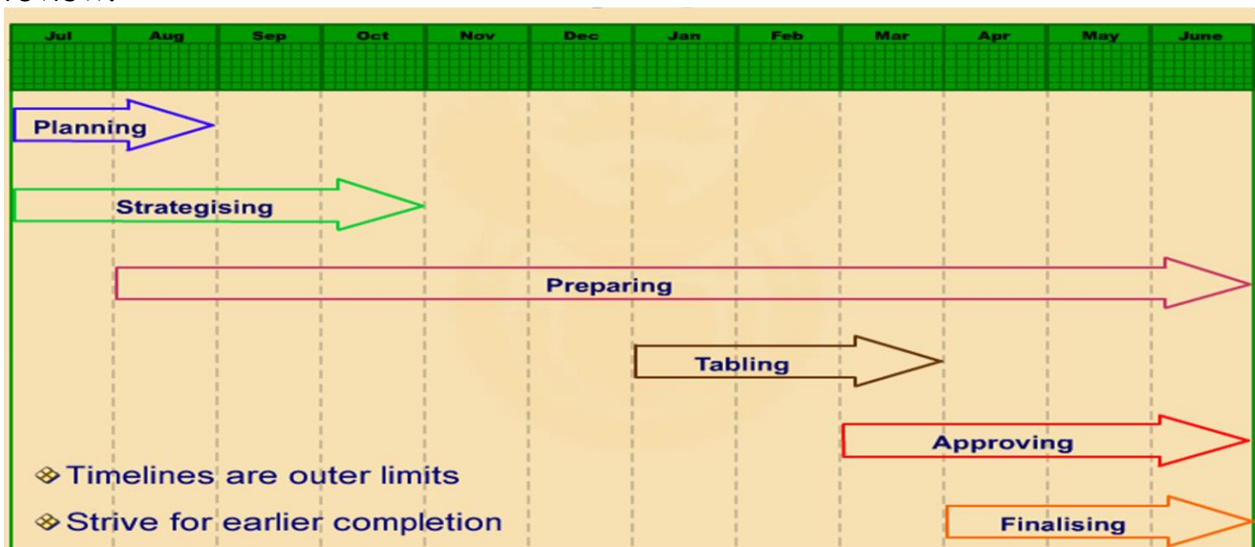 Jul Aug Sep Oct Nov Dec Jan Feb Mar Apr May June
Planning
Strategising
Preparing
Tabling
Approving
❖ Timelines are outer limits
❖ Strive for earlier completion
Finalising